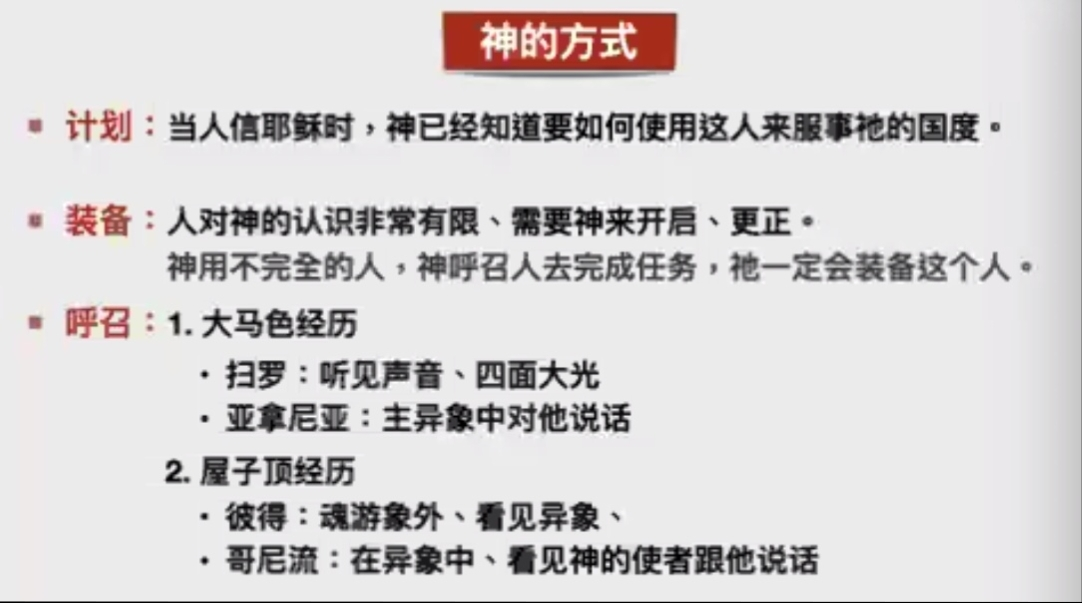 神的方式
▪ 计划：当人信耶稣时，神已经知道要如何使用这人来服事祂的国度。
▪ 装备：人对神的认识非常有限、需要神来开启、更正。
神用不完全的人，神呼召人去完成任务，祂一定会装备这个人。
▪ 呼召：1. 大马色经历
· 扫罗：听见声音、四面大光
· 亚拿尼亚：主异象中对他说话
2. 屋子顶经历
· 彼得：魂游象外、看见异象、
· 哥尼流：在异象中、看见神的使者跟他说话